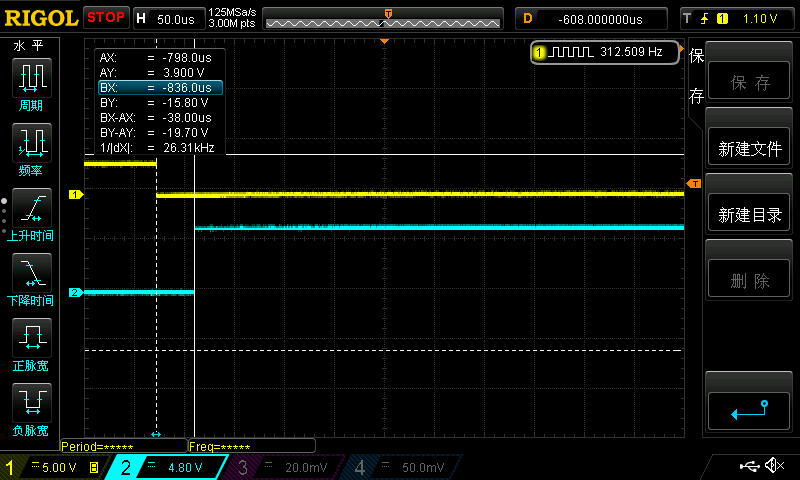 RIGOL STOP H 50.0us 125MSa/s 3.00M pts T D -608.000000us T 1 1.10 V
水 平
周期
频率
上升时间
下降时间
正脉宽
负脉宽
AX: = -798.0us
AY: = 3.900 V
BX: = -836.0us
BY: = -15.80 V
BX-AX: = -38.00us
BY-AY: = -19.70 V
1/|dX|: = 26.31kHz
1 312.509 Hz
1
2
T
保存
保 存
新建文件
新建目录
删 除
Period=*****
Freq=*****
1 5.00 V B 2 4.80 V 3 20.0mV 4 50.0mV